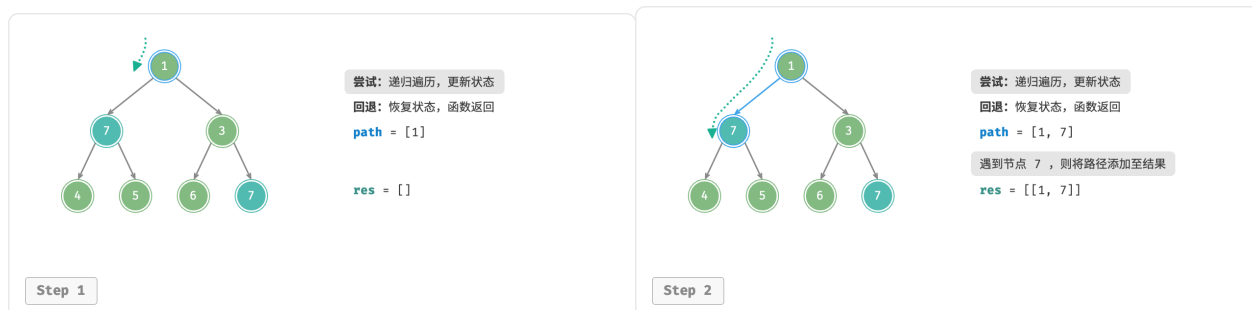 1
7
3
4
5
6
7
尝试：递归遍历，更新状态
回退：恢复状态，函数返回
path = [1]
res = []
Step 1
1
7
3
4
5
6
7
尝试：递归遍历，更新状态
回退：恢复状态，函数返回
path = [1, 7]
遇到节点 7 ，则将路径添加至结果
res = [[1, 7]]
Step 2